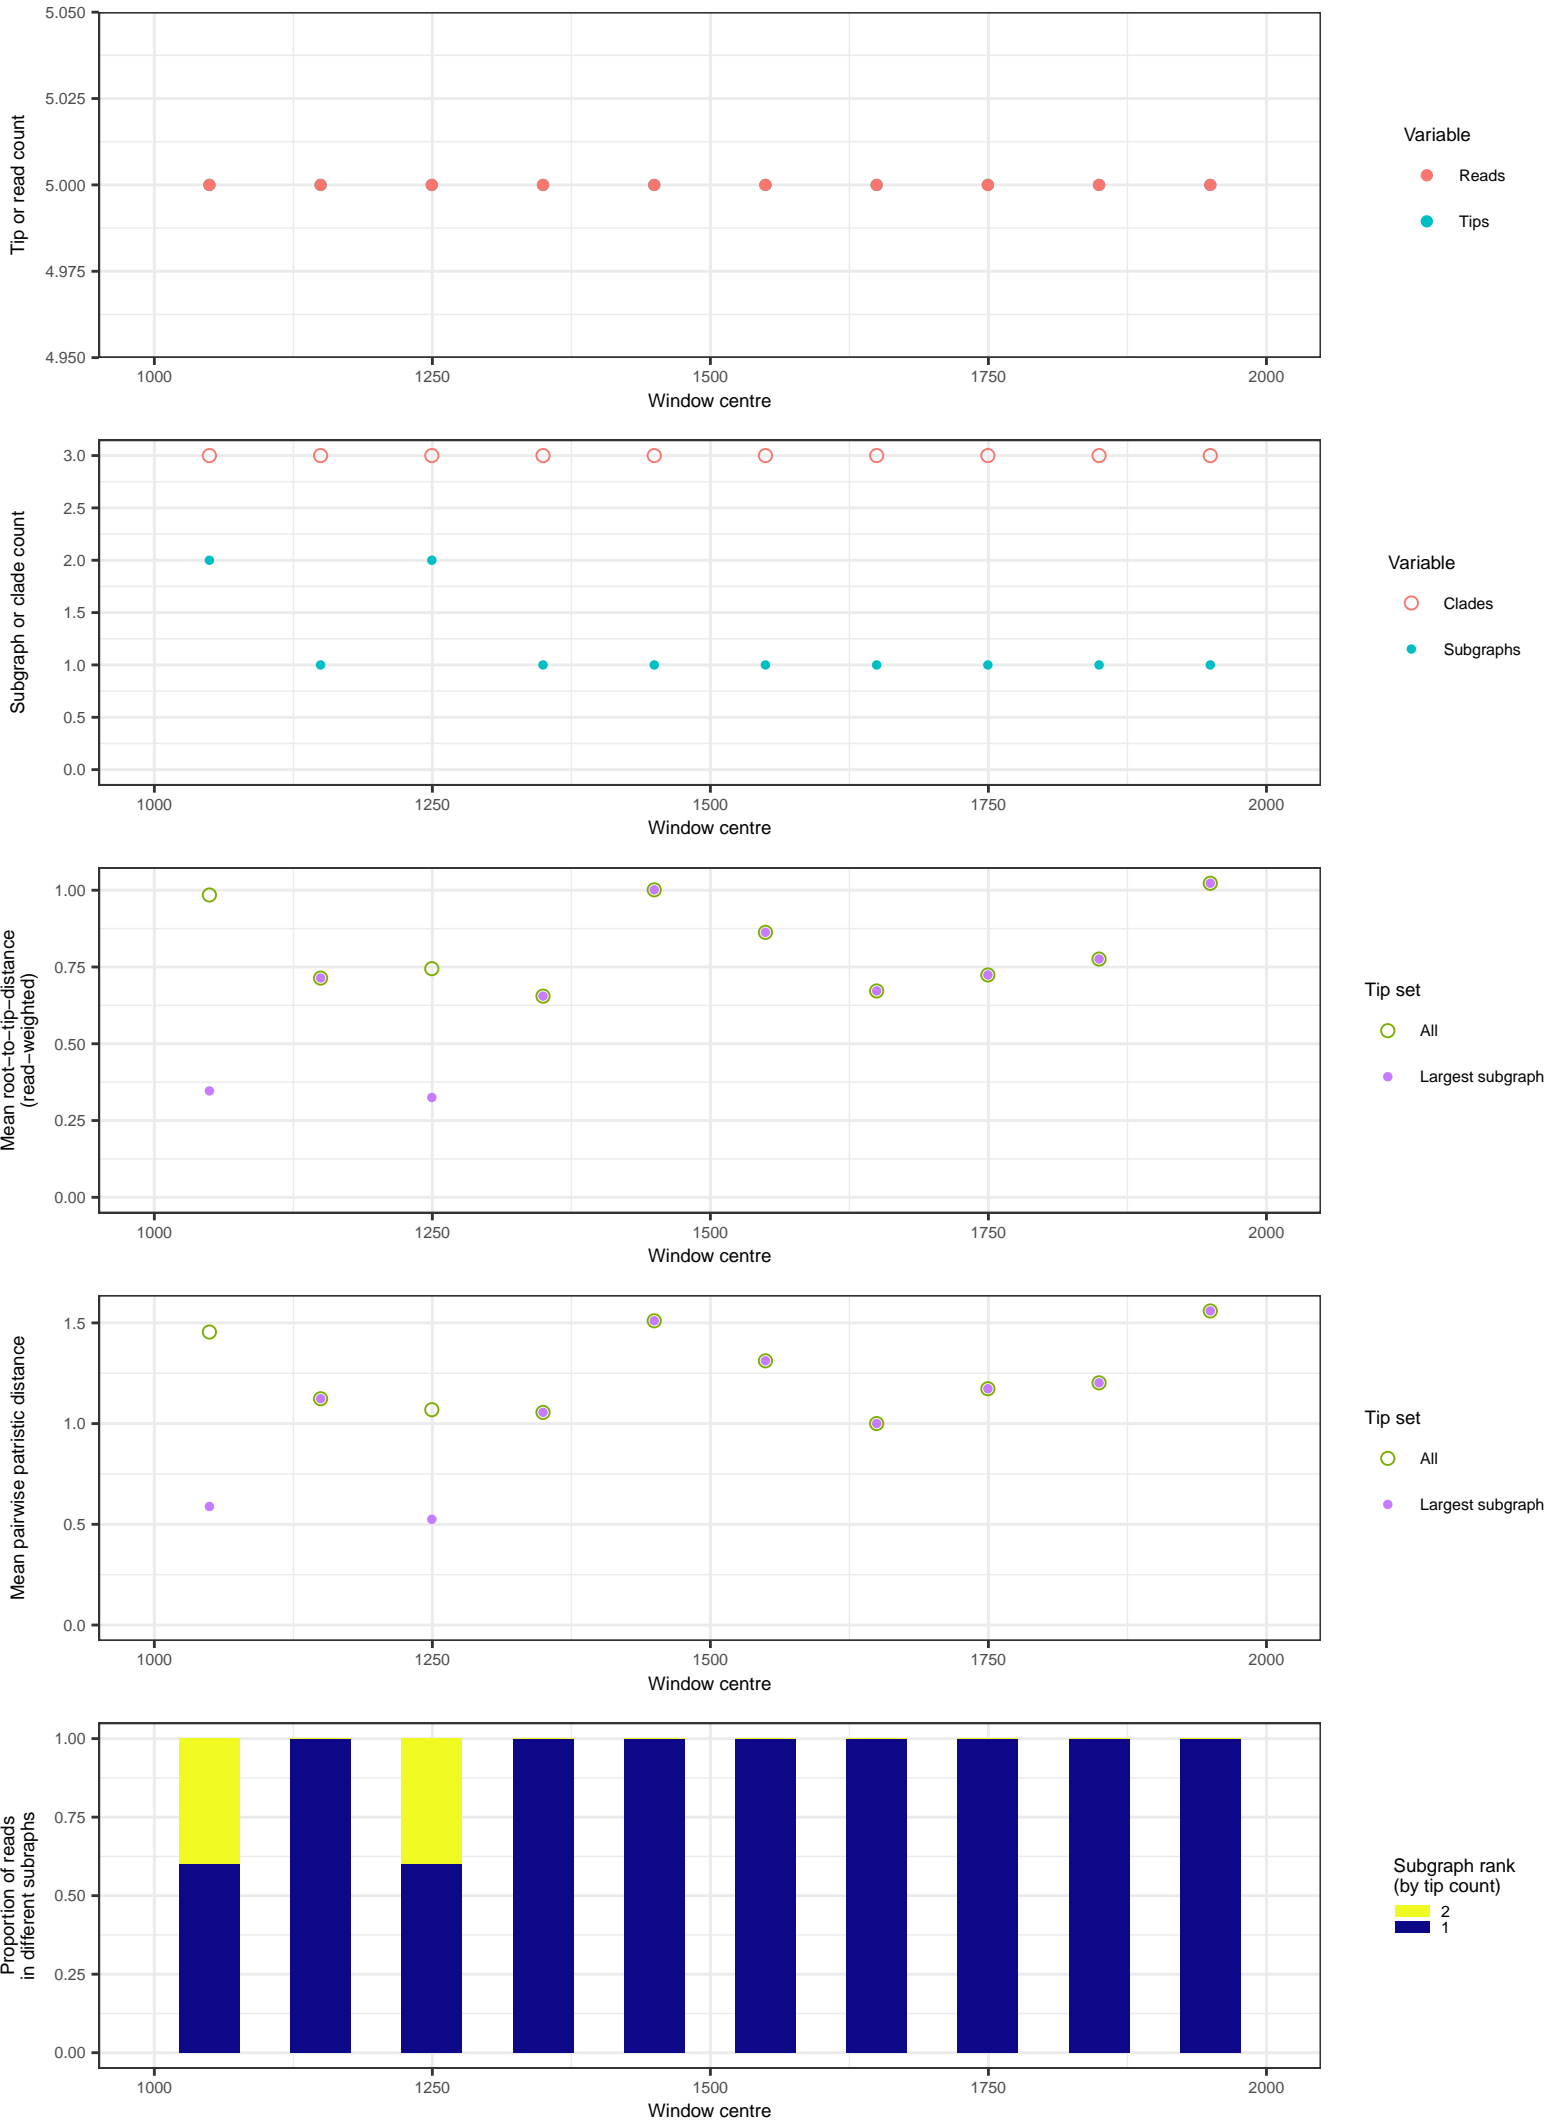 5.050
5.025
5.000
4.975
4.950
Tip or read count
1000 1250 1500 1750 2000
Window centre
Variable
Reads
Tips
3.0
2.5
2.0
1.5
1.0
0.5
0.0
Subgraph or clade count
1000 1250 1500 1750 2000
Window centre
Variable
Clades
Subgraphs
1.00
0.75
0.50
0.25
0.00
Mean root−to−tip−distance
(read−weighted)
1000 1250 1500 1750 2000
Window centre
Tip set
All
Largest subgraph
1.5
1.0
0.5
0.0
Mean pairwise patristic distance
1000 1250 1500 1750 2000
Window centre
Tip set
All
Largest subgraph
1.00
0.75
0.50
0.25
0.00
Proportion of reads
in different subraphs
1000 1250 1500 1750 2000
Window centre
Subgraph rank
(by tip count)
2
1